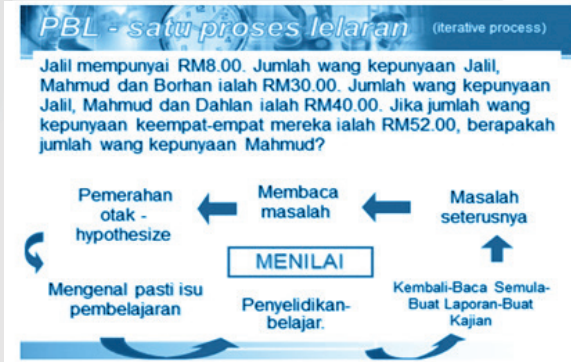 PBL - satu proses lelaran (iterative process)
Jalil mempunyai RM8.00. Jumlah wang kepunyaan Jalil,
Mahmud dan Borhan ialah RM30.00. Jumlah wang kepunyaan
Jalil, Mahmud dan Dahlan ialah RM40.00. Jika jumlah wang
kepunyaan keempat-empat mereka ialah RM52.00, berapakah
jumlah wang kepunyaan Mahmud?
Pemerahan
otak -
hypothesize
Membaca
masalah
Masalah
seterusnya
MENILAI
Mengenal pasti isu
pembelajaran
Penyelidikan-
belajar.
Kembali-Baca Semula-
Buat Laporan-Buat
Kajian